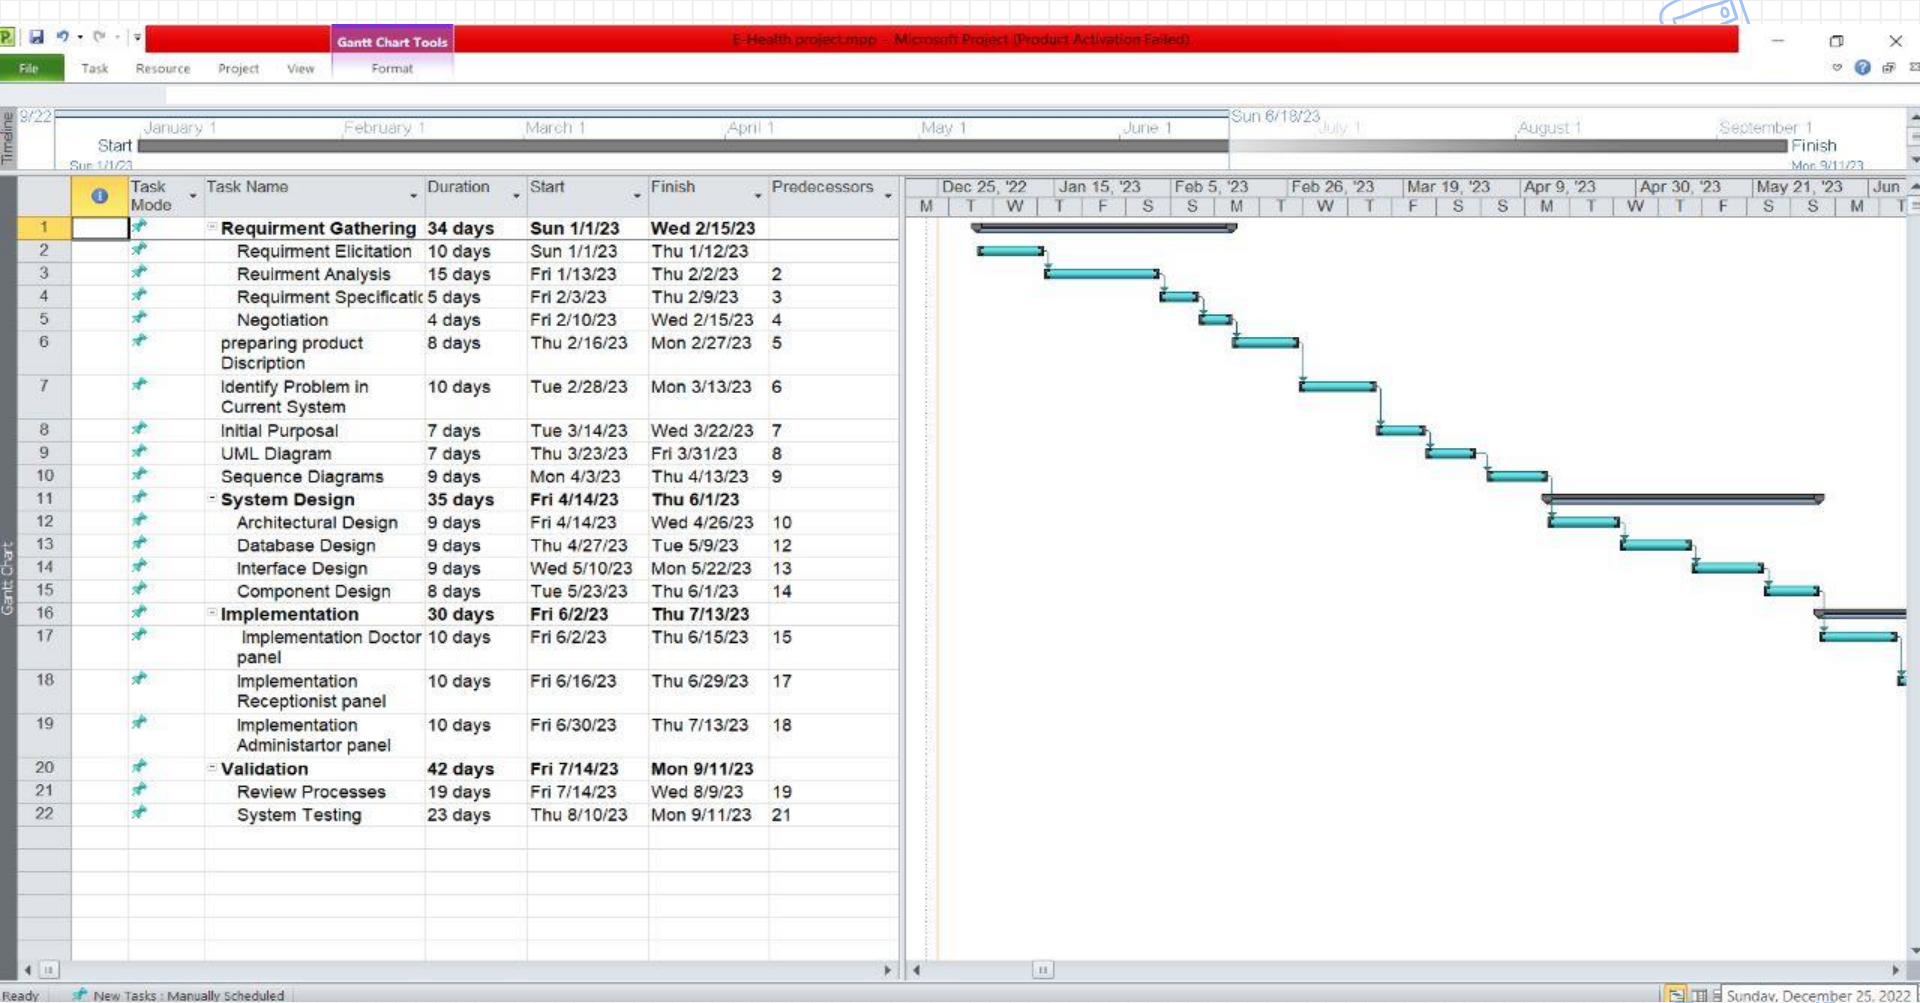 Gantt Chart Tools
E-Health project.mpp - Microsoft Project (Product Activation Failed)
File Task Resource Project View Format
Timeline
9/22 Sun 6/18/23
January 1 February 1 March 1 April 1 May 1 June 1 July 1 August 1 September 1
Start Finish
Sun 1/1/23 Mon 9/11/23
Task Mode Task Name Duration Start Finish Predecessors
Dec 25, '22 Jan 15, '23 Feb 5, '23 Feb 26, '23 Mar 19, '23 Apr 9, '23 Apr 30, '23 May 21, '23 Jun
M T W T F S S M T W T F S S M T W T F S S M T
1 Requirment Gathering 34 days Sun 1/1/23 Wed 2/15/23
2 Requirment Elicitation 10 days Sun 1/1/23 Thu 1/12/23
3 Reuirment Analysis 15 days Fri 1/13/23 Thu 2/2/23 2
4 Requirment Specificatic 5 days Fri 2/3/23 Thu 2/9/23 3
5 Negotiation 4 days Fri 2/10/23 Wed 2/15/23 4
6 preparing product 8 days Thu 2/16/23 Mon 2/27/23 5
Discription
7 Identify Problem in 10 days Tue 2/28/23 Mon 3/13/23 6
Current System
8 Initial Purposal 7 days Tue 3/14/23 Wed 3/22/23 7
9 UML Diagram 7 days Thu 3/23/23 Fri 3/31/23 8
10 Sequence Diagrams 9 days Mon 4/3/23 Thu 4/13/23 9
11 System Design 35 days Fri 4/14/23 Thu 6/1/23
12 Architectural Design 9 days Fri 4/14/23 Wed 4/26/23 10
13 Database Design 9 days Thu 4/27/23 Tue 5/9/23 12
14 Interface Design 9 days Wed 5/10/23 Mon 5/22/23 13
15 Component Design 8 days Tue 5/23/23 Thu 6/1/23 14
16 Implementation 30 days Fri 6/2/23 Thu 7/13/23
17 Implementation Doctor 10 days Fri 6/2/23 Thu 6/15/23 15
panel
18 Implementation 10 days Fri 6/16/23 Thu 6/29/23 17
Receptionist panel
19 Implementation 10 days Fri 6/30/23 Thu 7/13/23 18
Administartor panel
20 Validation 42 days Fri 7/14/23 Mon 9/11/23
21 Review Processes 19 days Fri 7/14/23 Wed 8/9/23 19
22 System Testing 23 days Thu 8/10/23 Mon 9/11/23 21
Gantt Chart
Ready New Tasks : Manually Scheduled Sunday, December 25, 2022